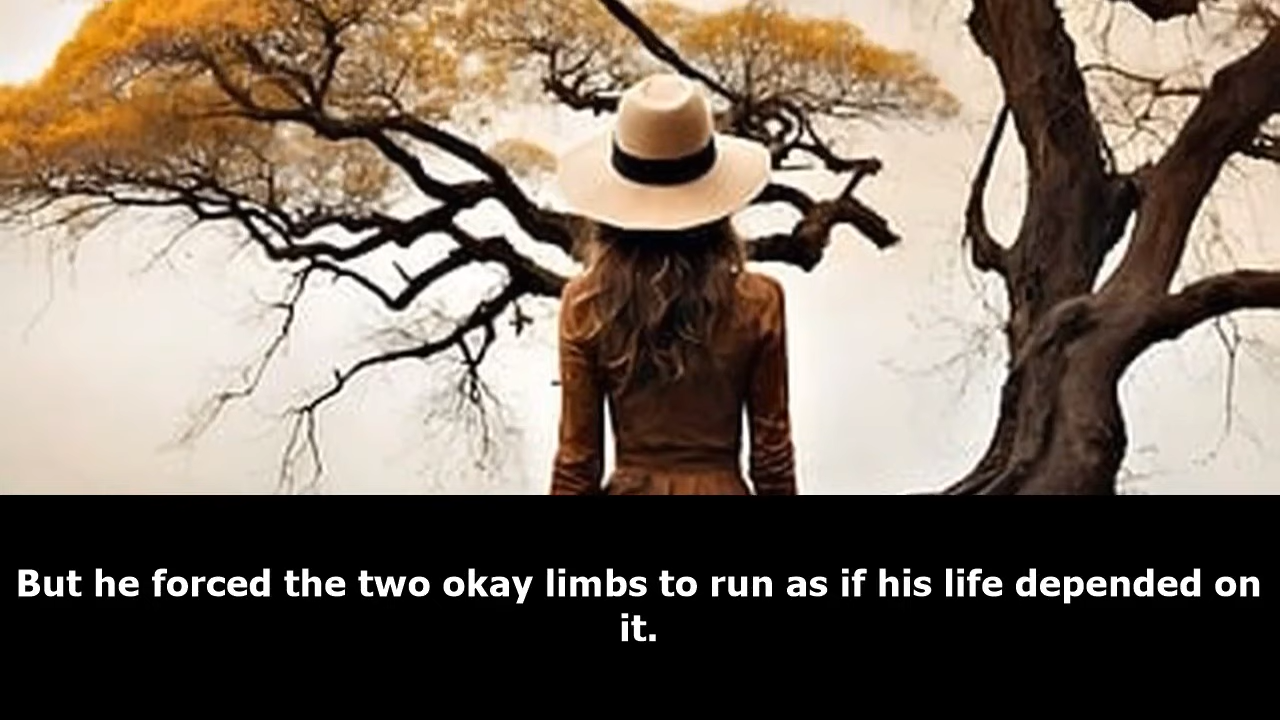 But he forced the two okay limbs to run as if his life depended on
it.